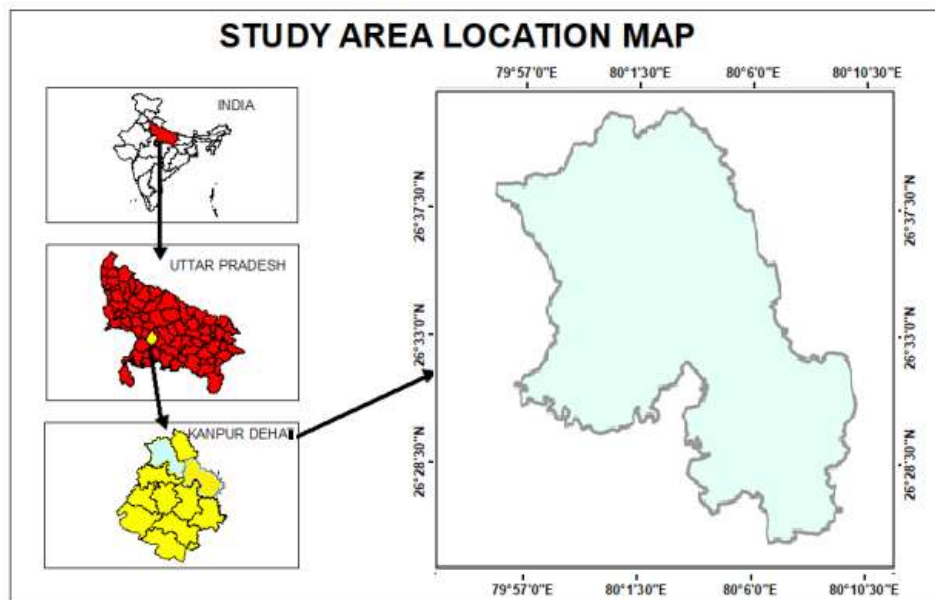 STUDY AREA LOCATION MAP
INDIA
UTTAR PRADESH
KANPUR DEHAT
79°57'0"E 80°1'30"E 80°6'0"E 80°10'30"E
26°37'30"N
26°33'0"N
26°28'30"N
26°37'30"N
26°33'0"N
26°28'30"N
79°57'0"E 80°1'30"E 80°6'0"E 80°10'30"E